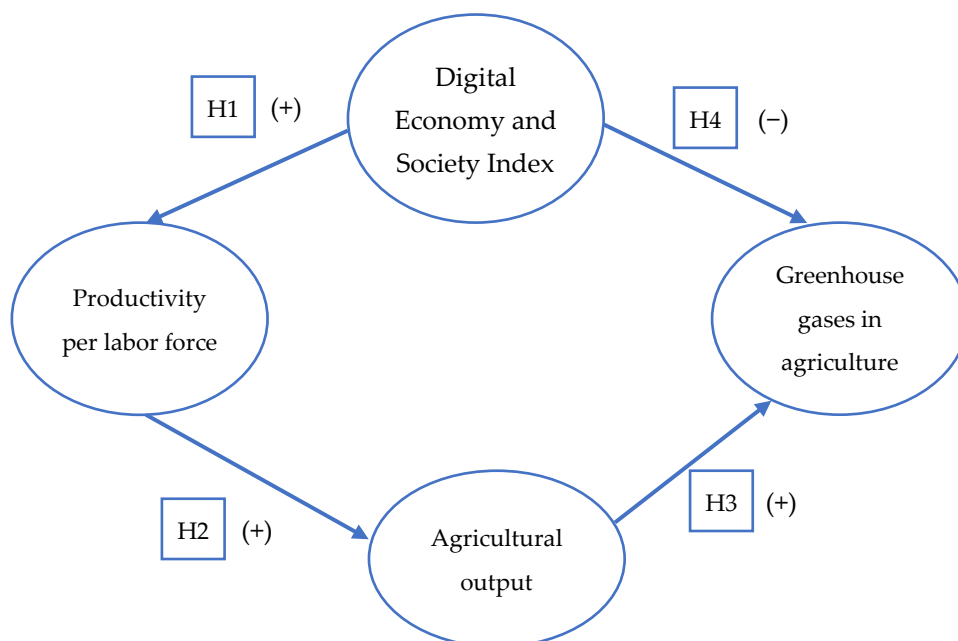 Digital
Economy and
Society Index
H1 (+)
H4 (−)
Productivity
per labor force
Greenhouse
gases in
agriculture
H2 (+)
H3 (+)
Agricultural
output